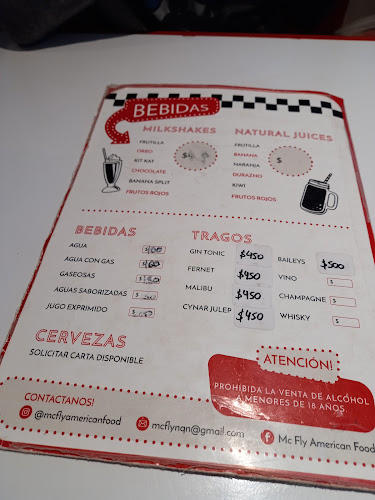 BEBIDAS
MILKSHAKES
FRUTILLA
OREO
KIT KAT
CHOCOLATE
BANANA SPLIT
FRUTOS ROJOS
NATURAL JUICES
FRUTILLA
BANANA
NARANJA
DURAZNO
KIWI
FRUTOS ROJOS
$
BEBIDAS
AGUA
AGUA CON GAS
GASEOSAS
AGUAS SABORIZADAS
JUGO EXPRIMIDO
TRAGOS
GIN TONIC $450
FERNET $450
MALIBU $450
CYNAR JULEP $450
BAILEYS $500
VINO $
CHAMPAGNE $
WHISKY $
CERVEZAS
SOLICITAR CARTA DISPONIBLE
ATENCIÓN!
PROHIBIDA LA VENTA DE ALCOHOL
A MENORES DE 18 AÑOS
CONTACTANOS!
@mcflyamericanfood
mcflynqn@gmail.com
Mc Fly American Food